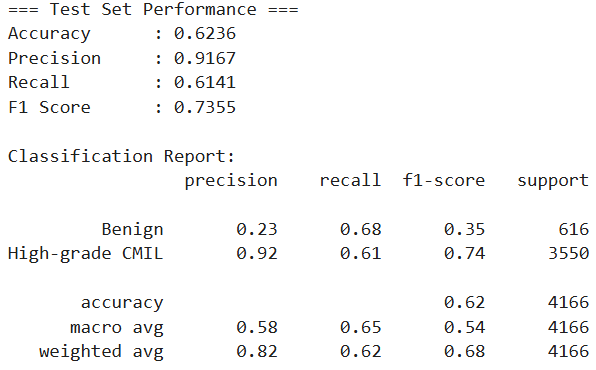 === Test Set Performance ===
Accuracy : 0.6236
Precision : 0.9167
Recall : 0.6141
F1 Score : 0.7355
Classification Report:
precision recall f1-score support
Benign 0.23 0.68 0.35 616
High-grade CMIL 0.92 0.61 0.74 3550
accuracy 0.62 4166
macro avg 0.58 0.65 0.54 4166
weighted avg 0.82 0.62 0.68 4166